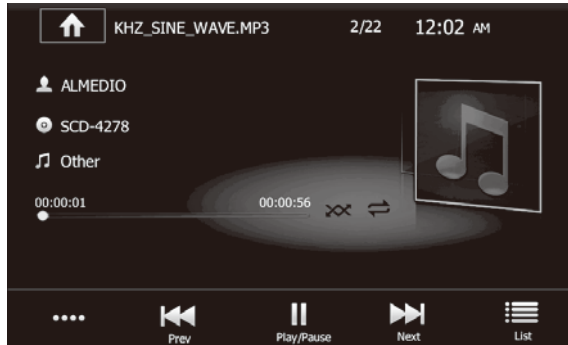 KHZ_SINE_WAVE.MP3 2/22 12:02 AM
ALMEDIO
SCD-4278
Other
00:00:01 00:00:56
Prev Play/Pause Next List